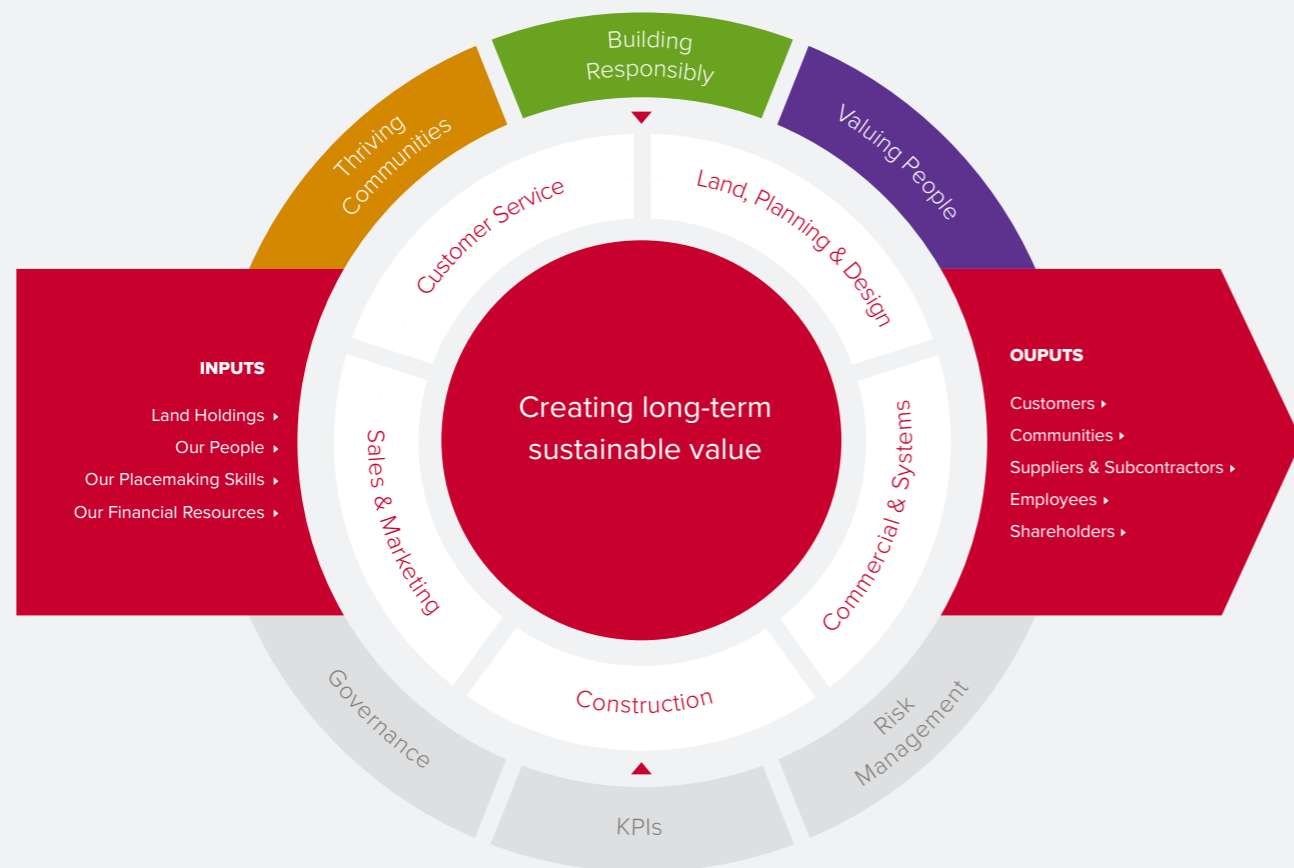 Building
Responsibly
Thriving
Communities
Valuing People
Customer Service
Land, Planning & Design
INPUTS
Land Holdings
Our People
Our Placemaking Skills
Our Financial Resources
Sales & Marketing
Creating long-term
sustainable value
Commercial & Systems
OUPUTS
Customers
Communities
Suppliers & Subcontractors
Employees
Shareholders
Construction
Governance
KPIs
Risk
Management